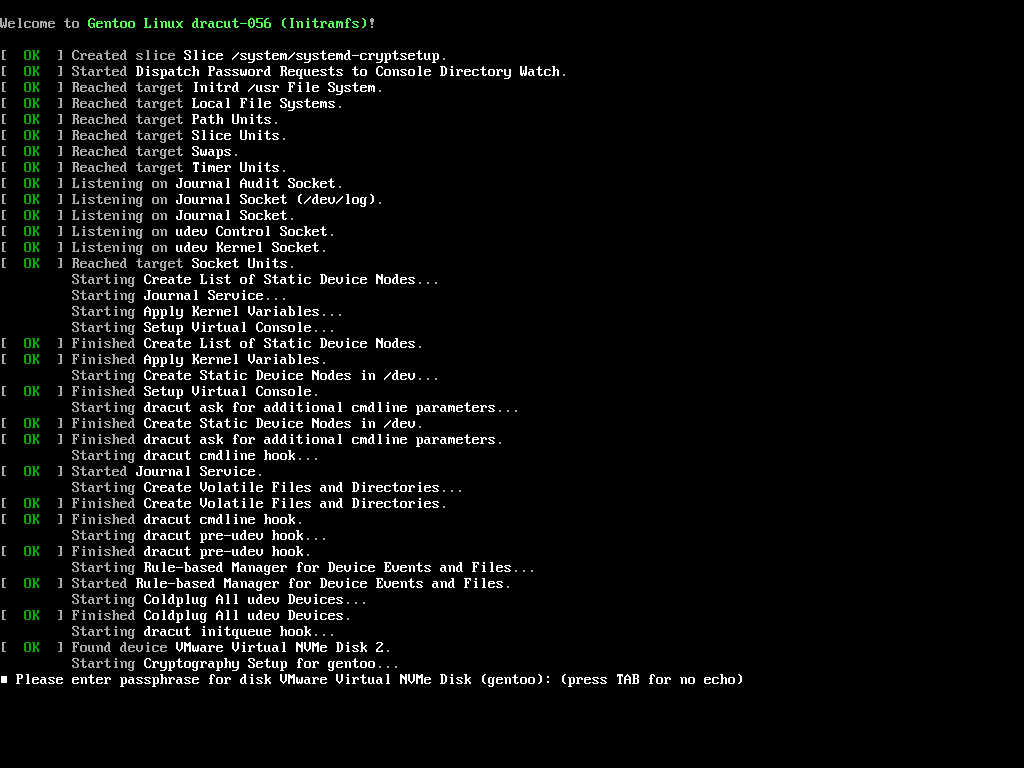 Welcome to Gentoo Linux dracut-056 (Initramfs)!
[  OK  ] Created slice Slice /system/systemd-cryptsetup.
[  OK  ] Started Dispatch Password Requests to Console Directory Watch.
[  OK  ] Reached target Initrd /usr File System.
[  OK  ] Reached target Local File Systems.
[  OK  ] Reached target Path Units.
[  OK  ] Reached target Slice Units.
[  OK  ] Reached target Swaps.
[  OK  ] Reached target Timer Units.
[  OK  ] Listening on Journal Audit Socket.
[  OK  ] Listening on Journal Socket (/dev/log).
[  OK  ] Listening on Journal Socket.
[  OK  ] Listening on udev Control Socket.
[  OK  ] Listening on udev Kernel Socket.
[  OK  ] Reached target Socket Units.
         Starting Create List of Static Device Nodes...
         Starting Journal Service...
         Starting Apply Kernel Variables...
         Starting Setup Virtual Console...
[  OK  ] Finished Create List of Static Device Nodes.
[  OK  ] Finished Apply Kernel Variables.
         Starting Create Static Device Nodes in /dev...
[  OK  ] Finished Setup Virtual Console.
         Starting dracut ask for additional cmdline parameters...
[  OK  ] Finished Create Static Device Nodes in /dev.
[  OK  ] Finished dracut ask for additional cmdline parameters.
         Starting dracut cmdline hook...
[  OK  ] Started Journal Service.
         Starting Create Volatile Files and Directories...
[  OK  ] Finished Create Volatile Files and Directories.
[  OK  ] Finished dracut cmdline hook.
         Starting dracut pre-udev hook...
[  OK  ] Finished dracut pre-udev hook.
         Starting Rule-based Manager for Device Events and Files...
[  OK  ] Started Rule-based Manager for Device Events and Files.
         Starting Coldplug All udev Devices...
[  OK  ] Finished Coldplug All udev Devices.
         Starting dracut initqueue hook...
[  OK  ] Found device VMware Virtual NVMe Disk 2.
         Starting Cryptography Setup for gentoo...
■ Please enter passphrase for disk VMware Virtual NVMe Disk (gentoo): (press TAB for no echo)